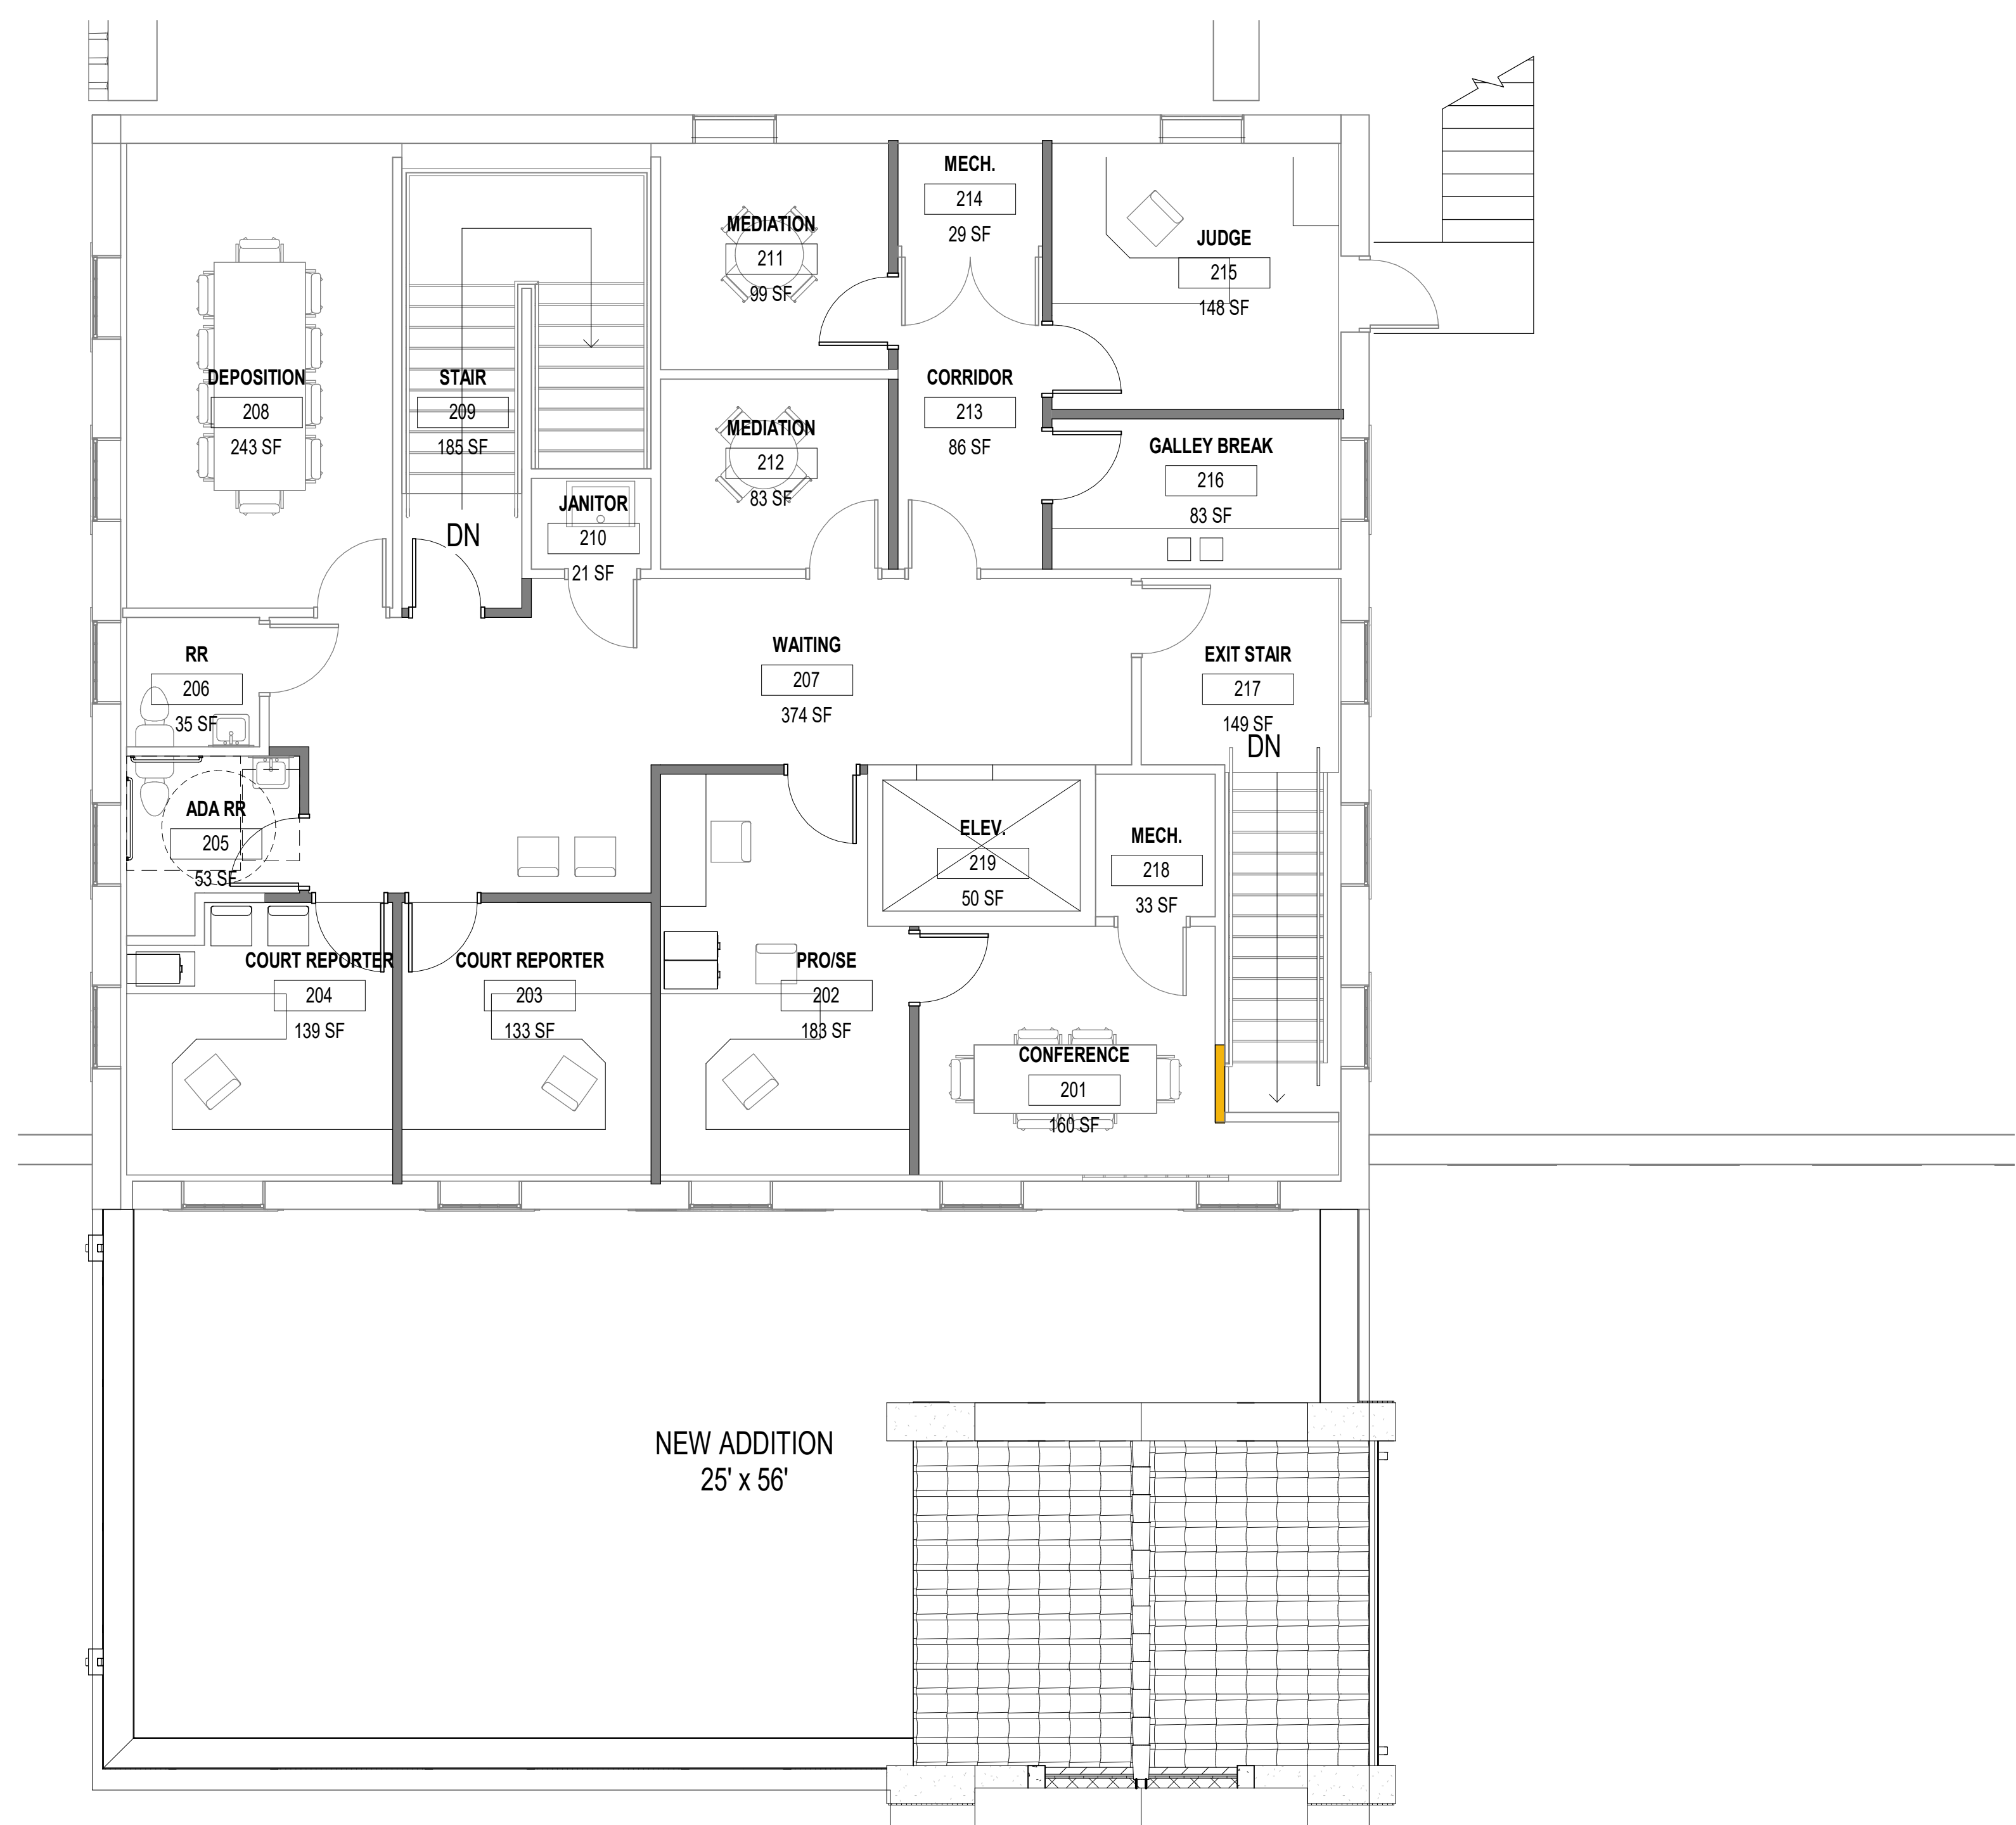 MECH.
214
29 SF
MEDIATION
211
99 SF
JUDGE
215
148 SF
DEPOSITION
208
243 SF
STAIR
209
185 SF
DN
MEDIATION
212
83 SF
CORRIDOR
213
86 SF
GALLEY BREAK
216
83 SF
JANITOR
210
21 SF
RR
206
35 SF
WAITING
207
374 SF
EXIT STAIR
217
149 SF
DN
ADA RR
205
53 SF
ELEV.
219
50 SF
MECH.
218
33 SF
COURT REPORTER
204
139 SF
COURT REPORTER
203
133 SF
PRO/SE
202
183 SF
CONFERENCE
201
160 SF
NEW ADDITION
25' x 56'